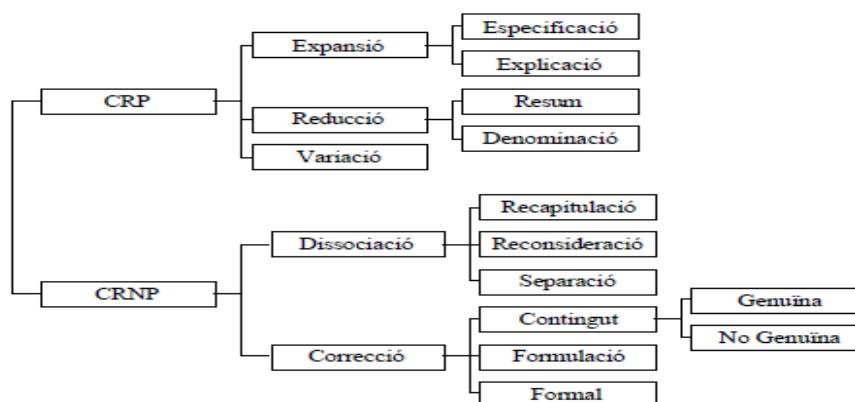 CRP
Expansió
Especificació
Explicació
Reducció
Resum
Denominació
Variació
CRNP
Dissociació
Recapitulació
Reconsideració
Separació
Correcció
Contingut
Genuïna
No Genuïna
Formulació
Formal